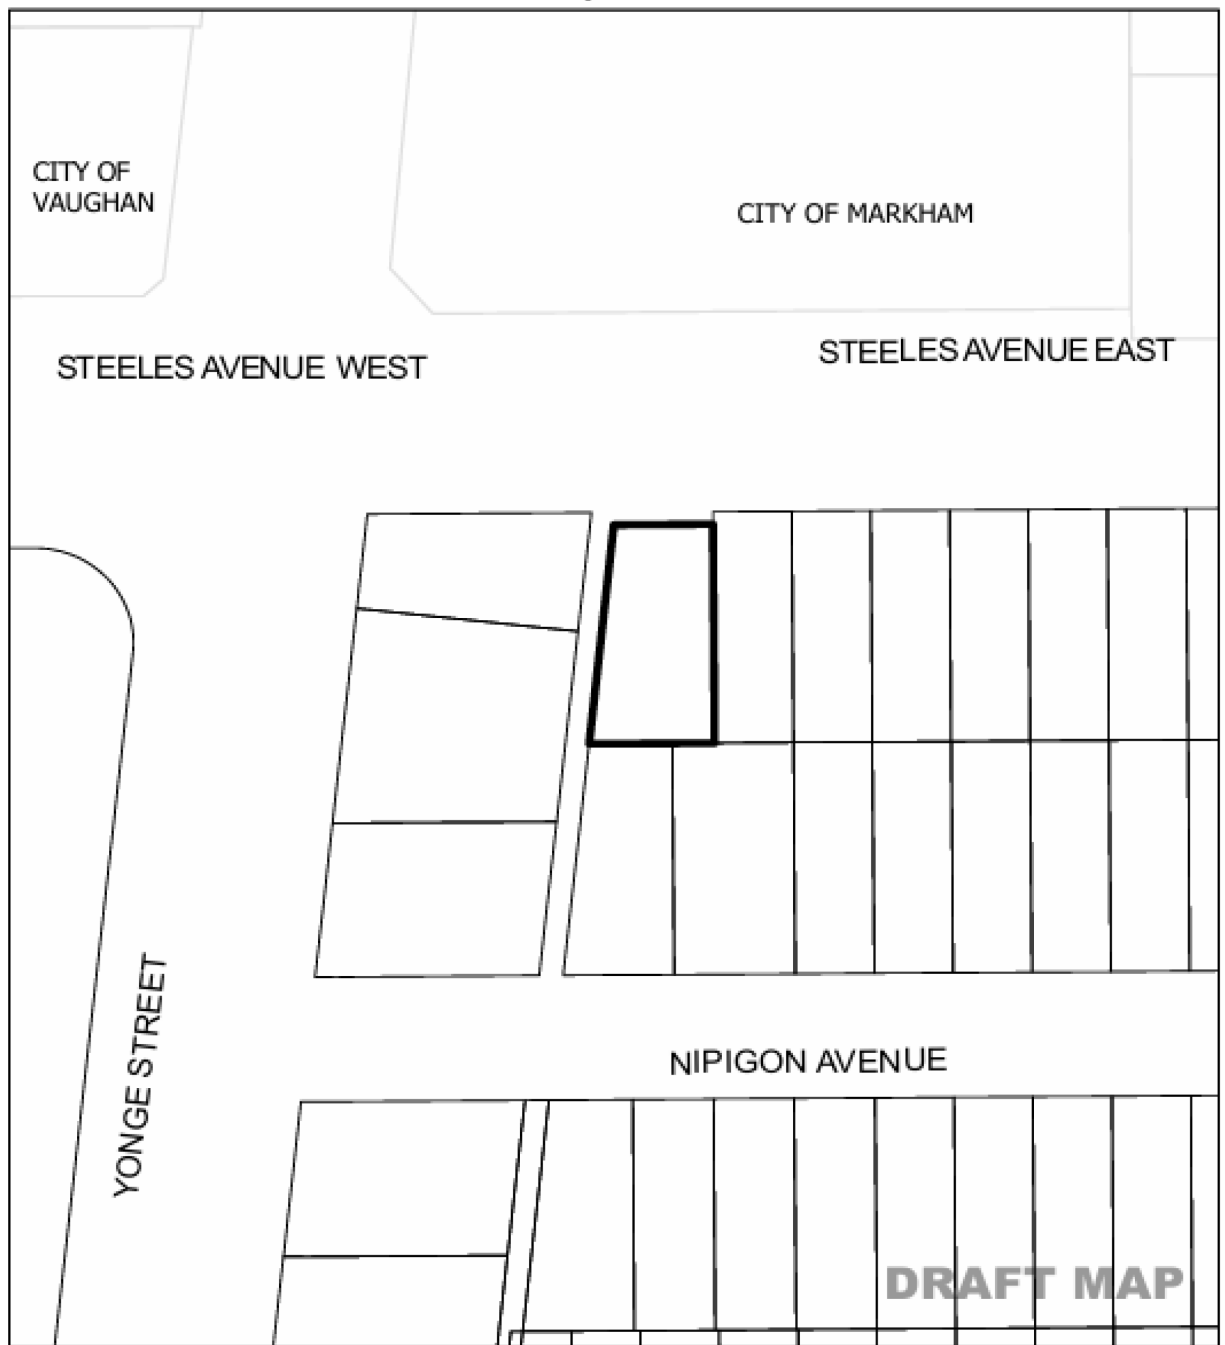 CITY OF
VAUGHAN
CITY OF MARKHAM
STEELES AVENUE WEST
STEELES AVENUE EAST
YONGE STREET
NIPIGON AVENUE
DRAFT MAP